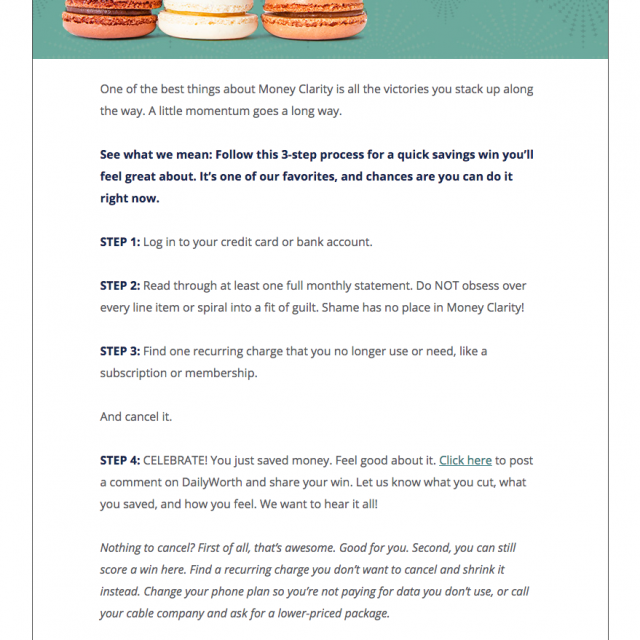 One of the best things about Money Clarity is all the victories you stack up along
the way. A little momentum goes a long way.
See what we mean: Follow this 3-step process for a quick savings win you’ll
feel great about. It’s one of our favorites, and chances are you can do it
right now.
STEP 1: Log in to your credit card or bank account.
STEP 2: Read through at least one full monthly statement. Do NOT obsess over
every line item or spiral into a fit of guilt. Shame has no place in Money Clarity!
STEP 3: Find one recurring charge that you no longer use or need, like a
subscription or membership.
And cancel it.
STEP 4: CELEBRATE! You just saved money. Feel good about it. Click here to post
a comment on DailyWorth and share your win. Let us know what you cut, what
you saved, and how you feel. We want to hear it all!
Nothing to cancel? First of all, that’s awesome. Good for you. Second, you can still
score a win here. Find a recurring charge you don’t want to cancel and shrink it
instead. Change your phone plan so you’re not paying for data you don’t use, or call
your cable company and ask for a lower-priced package.